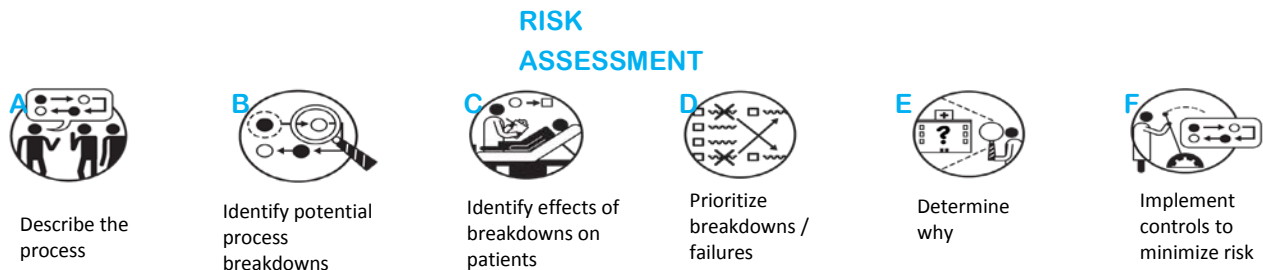 RISK
ASSESSMENT
A
B
C
D
E
F
?
Describe the
process
Identify potential
process
breakdowns
Identify effects of
breakdowns on
patients
Prioritize
breakdowns /
failures
Determine
why
Implement
controls to
minimize risk